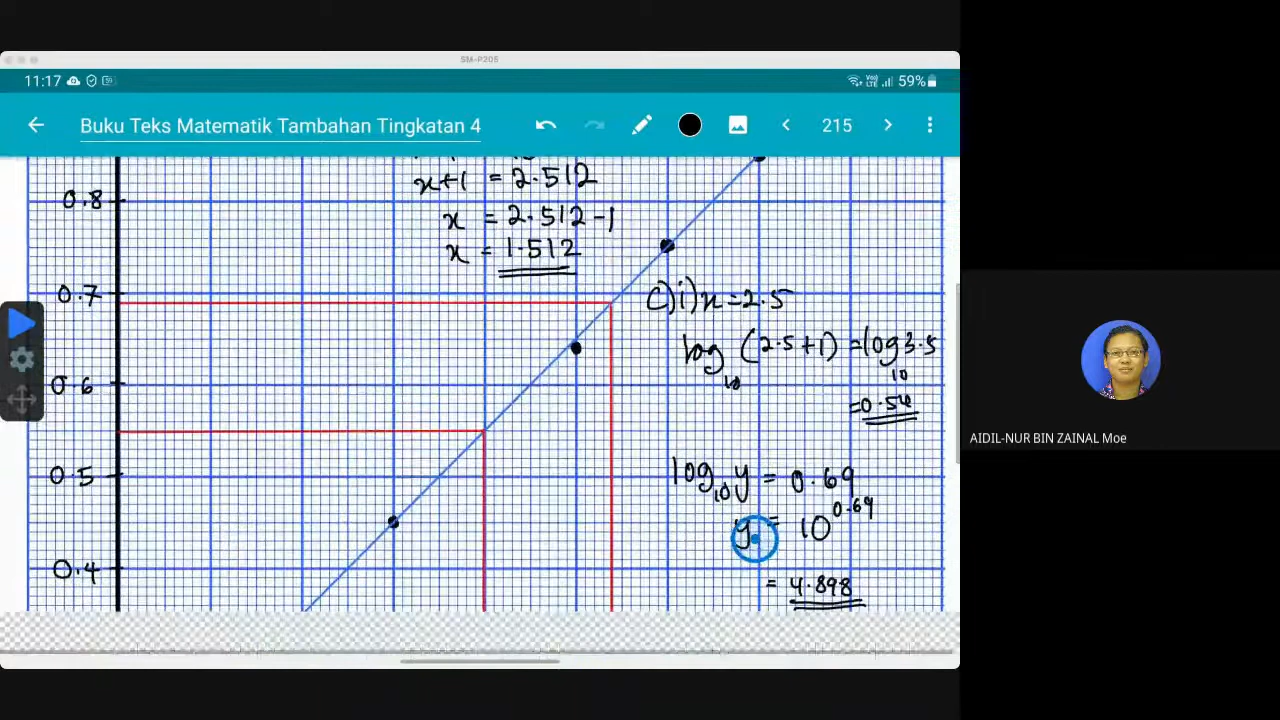 SM-P205
11:17 59%
Buku Teks Matematik Tambahan Tingkatan 4 215
x+1 = 2.512
x = 2.512-1
x = 1.512
0.8
0.7
0.6
0.5
0.4
c)i) x=2.5
log10 (2.5+1) = log10 3.5
=0.54
log10 y = 0.69
y = 10^0.69
= 4.898
AIDIL-NUR BIN ZAINAL Moe